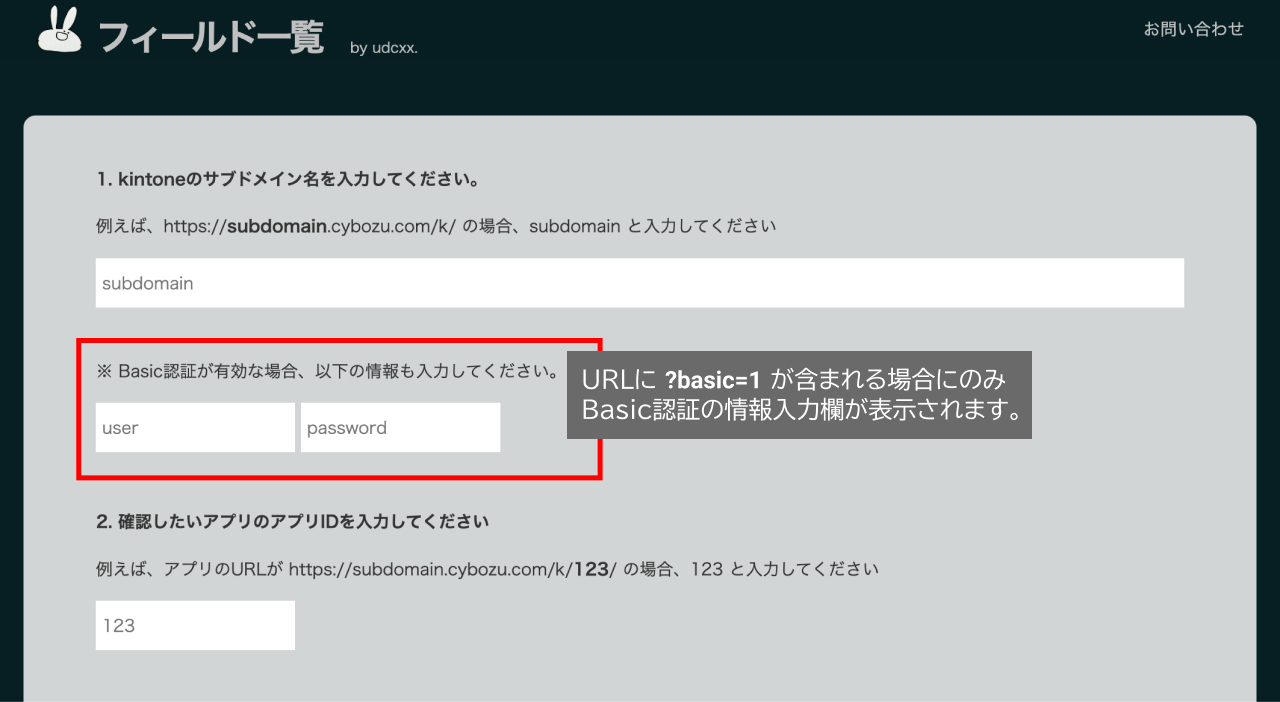 フィールド一覧 by udcxx.
お問い合わせ
1. kintoneのサブドメイン名を入力してください。
例えば、https://subdomain.cybozu.com/k/ の場合、subdomain と入力してください
subdomain
※ Basic認証が有効な場合、以下の情報も入力してください。
user password
URLに ?basic=1 が含まれる場合にのみ
Basic認証の情報入力欄が表示されます。
2. 確認したいアプリのアプリIDを入力してください
例えば、アプリのURLが https://subdomain.cybozu.com/k/123/ の場合、123 と入力してください
123